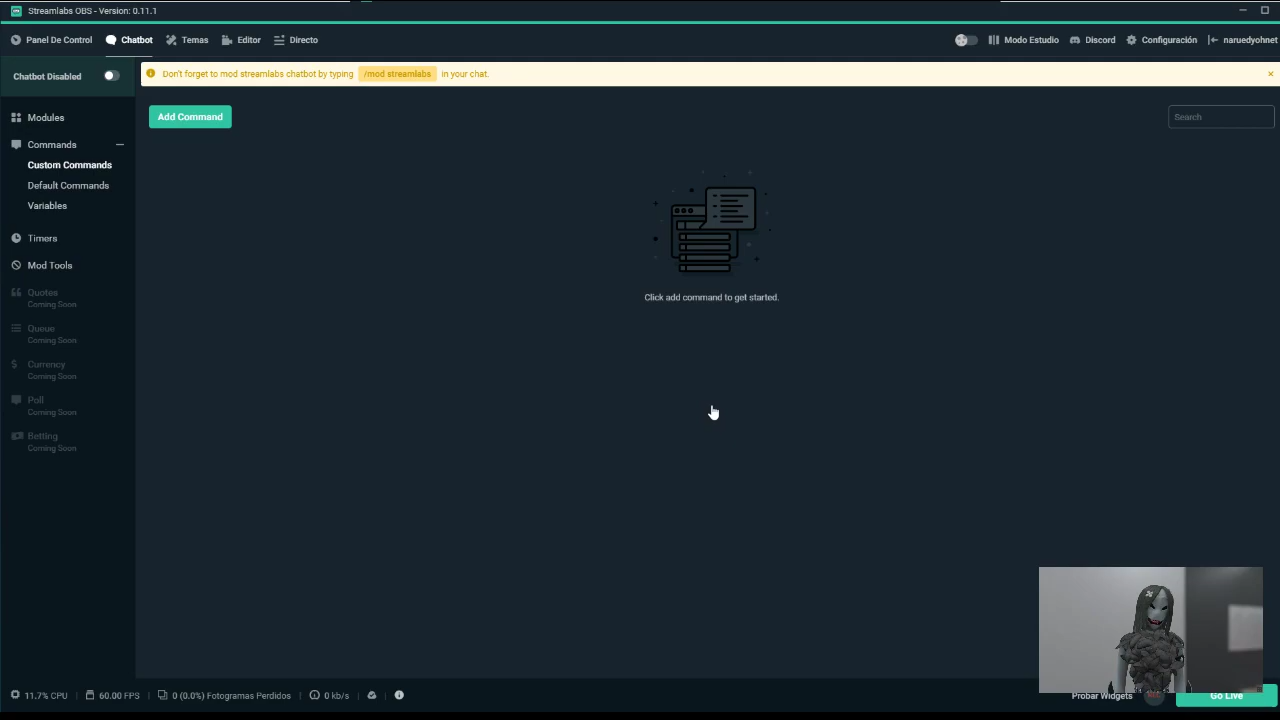 Streamlabs OBS - Version: 0.11.1
Panel De Control
Chatbot
Temas
Editor
Directo
Modo Estudio
Discord
Configuración
naruedyohnet
Chatbot Disabled
Don't forget to mod streamlabs chatbot by typing /mod streamlabs in your chat.
Add Command
Search
Modules
Commands
Custom Commands
Default Commands
Variables
Timers
Mod Tools
Quotes
Coming Soon
Queue
Coming Soon
Currency
Coming Soon
Poll
Coming Soon
Betting
Coming Soon
Click add command to get started.
11.7% CPU
60.00 FPS
0 (0.0%) Fotogramas Perdidos
0 kb/s
Probar Widgets
Go Live